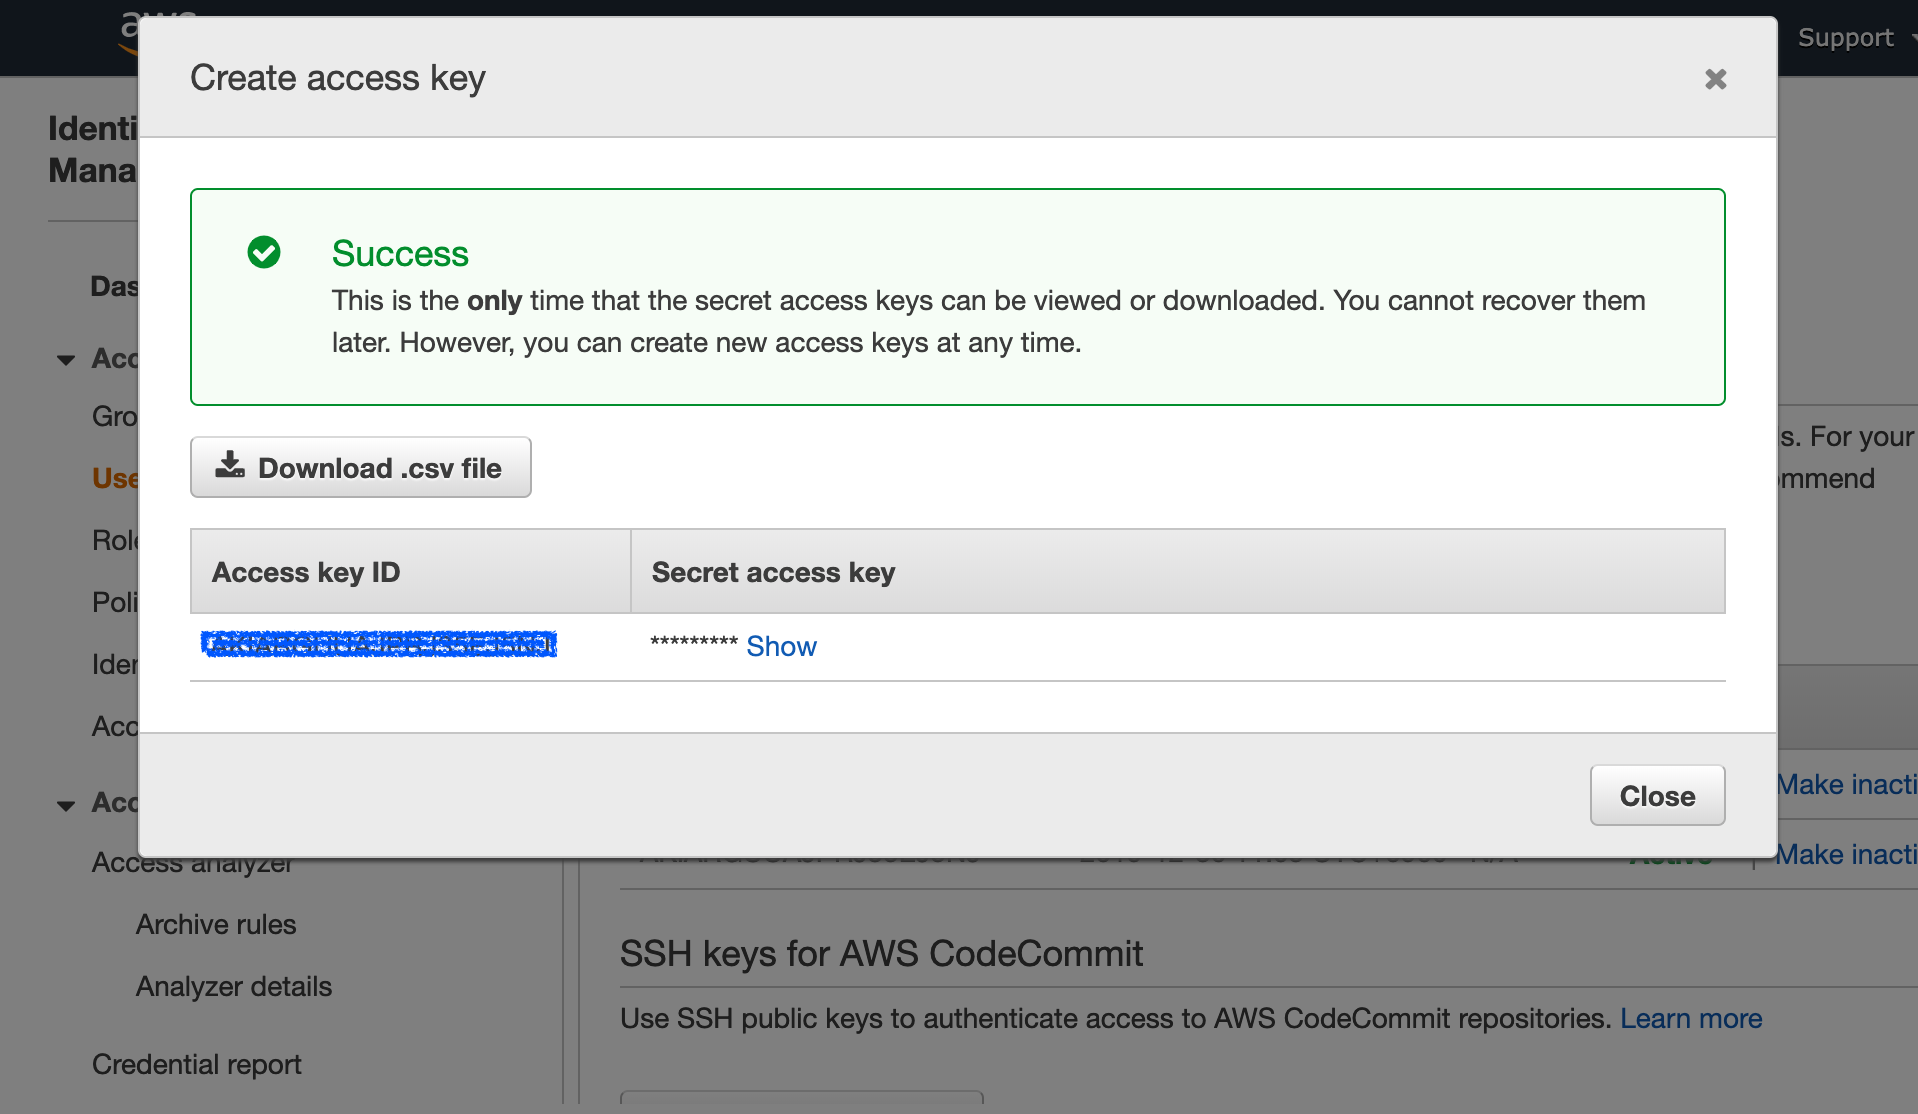 aws
Support
Create access key
Identi
Mana
Success
This is the only time that the secret access keys can be viewed or downloaded. You cannot recover them
later. However, you can create new access keys at any time.
Das
Acc
Gro
Use
Role
Poli
Iden
Acc
Acc
s. For your
mmend
Download .csv file
Access key ID Secret access key
********* Show
Close
Make inacti
Active Make inacti
Access analyzer
Archive rules
Analyzer details
Credential report
SSH keys for AWS CodeCommit
Use SSH public keys to authenticate access to AWS CodeCommit repositories. Learn more